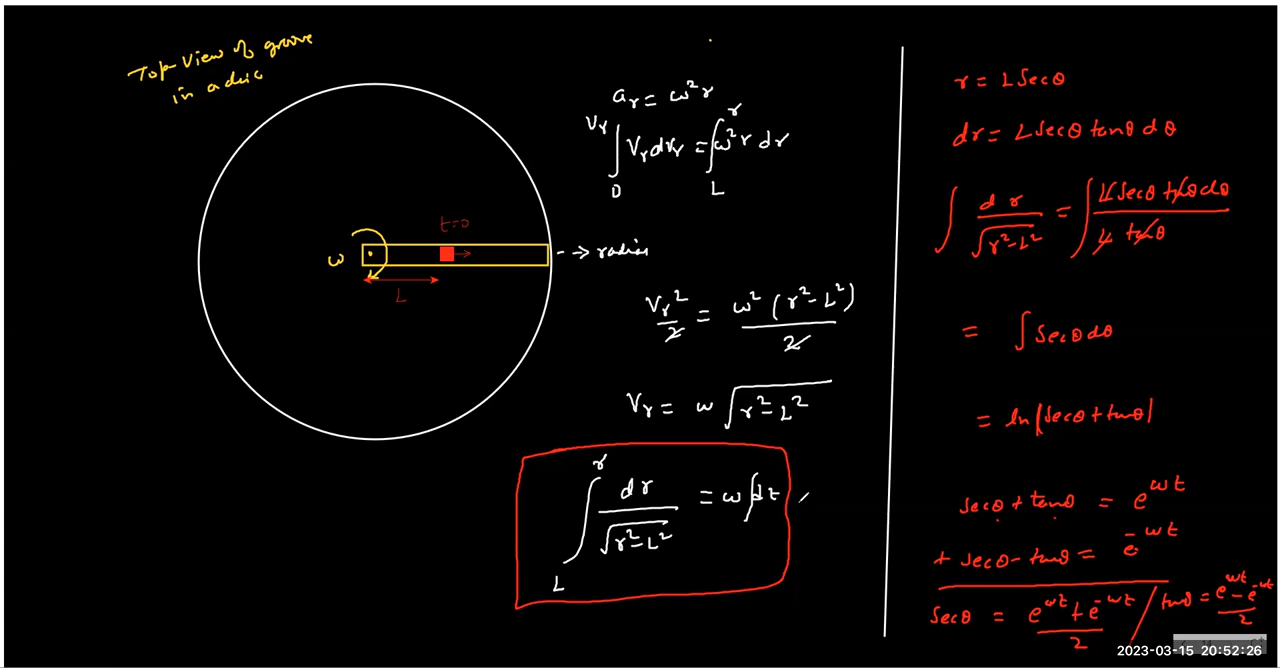 Top View of groove
in a disc
t=0
ω
L
--→ radius
a_r = ω²r
∫_0^{V_r} V_r dV_r = ∫_L^r ω² r dr
V_r²/2 = ω² (r² - L²)/2
V_r = ω √(r² - L²)
∫_L^r dr/√(r² - L²) = ω∫dt
r = L Secθ
dr = L Secθ tanθ dθ
∫ dr/√(r² - L²) = ∫ L Secθ tanθ dθ / L tanθ
= ∫ Secθ dθ
= ln|Secθ + tanθ|
Secθ + tanθ = e^{ωt}
+ Secθ - tanθ = e^{-ωt}
Secθ = (e^{ωt} + e^{-ωt})/2 / tanθ = (e^{ωt} - e^{-ωt})/2
2023-03-15 20:52:26